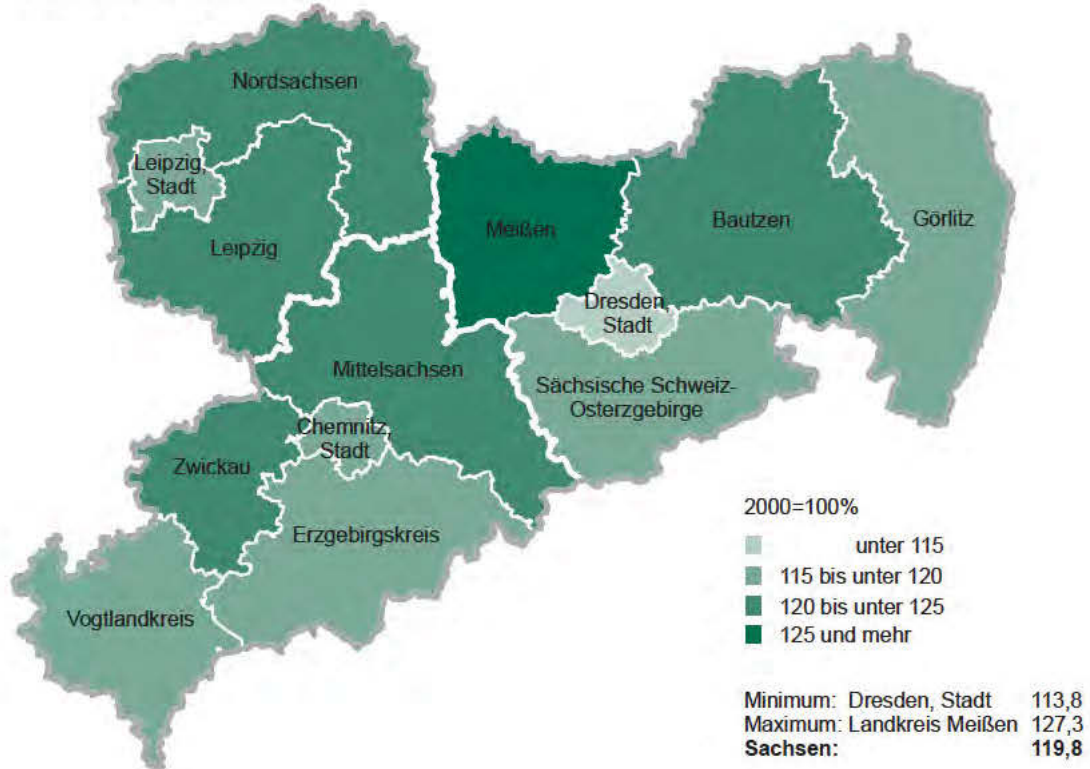 Nordsachsen
Leipzig,
Stadt
Leipzig
Meißen
Bautzen
Görlitz
Dresden,
Stadt
Mittelsachsen
Sächsische Schweiz-
Osterzgebirge
Chemnitz,
Stadt
Zwickau
Erzgebirgskreis
Vogtlandkreis
2000=100%
unter 115
115 bis unter 120
120 bis unter 125
125 und mehr
Minimum: Dresden, Stadt 113,8
Maximum: Landkreis Meißen 127,3
Sachsen: 119,8